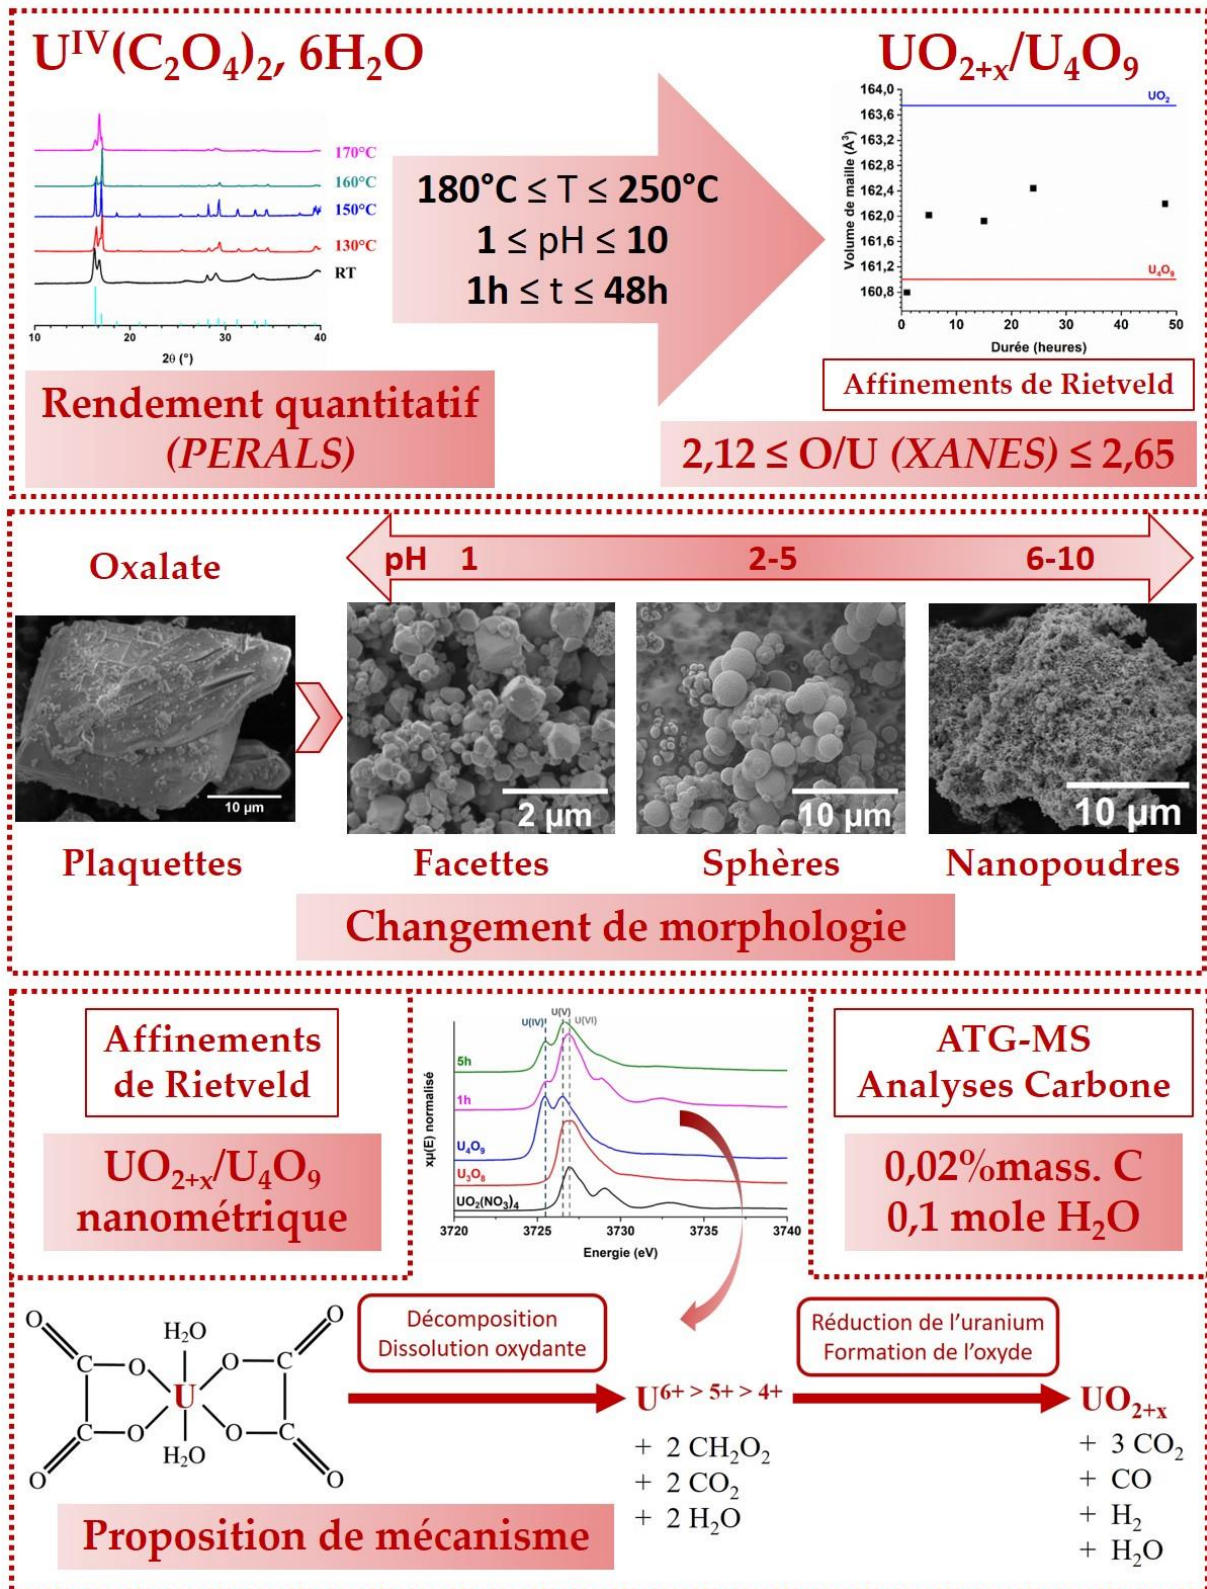 U^IV(C₂O₄)₂, 6H₂O
UO₂₊ₓ/U₄O₉
170°C
160°C
150°C
130°C
RT
10 20 30 40
2θ (°)
180°C ≤ T ≤ 250°C
1 ≤ pH ≤ 10
1h ≤ t ≤ 48h
Volume de maille (Å³)
164,0
163,6
163,2
162,8
162,4
162,0
161,6
161,2
160,8
UO₂
U₄O₉
0 10 20 30 40 50
Durée (heures)
Rendement quantitatif
(PERALS)
Affinements de Rietveld
2,12 ≤ O/U (XANES) ≤ 2,65
Oxalate
pH 1 2-5 6-10
10 µm
2 µm
10 µm
10 µm
Plaquettes
Facettes
Sphères
Nanopoudres
Changement de morphologie
Affinements
de Rietveld
UO₂₊ₓ/U₄O₉
nanométrique
xµ(E) normalisé
U(IV)
U(V)
U(VI)
5h
1h
U₄O₉
U₃O₈
UO₂(NO₃)₄
3720 3725 3730 3735 3740
Energie (eV)
ATG-MS
Analyses Carbone
0,02%mass. C
0,1 mole H₂O
O O
H₂O
C O O C
U
C O O C
H₂O
O O
Décomposition
Dissolution oxydante
U⁶⁺ ᐳ ⁵⁺ ᐳ ⁴⁺
+ 2 CH₂O₂
+ 2 CO₂
+ 2 H₂O
Réduction de l'uranium
Formation de l'oxyde
UO₂₊ₓ
+ 3 CO₂
+ CO
+ H₂
+ H₂O
Proposition de mécanisme